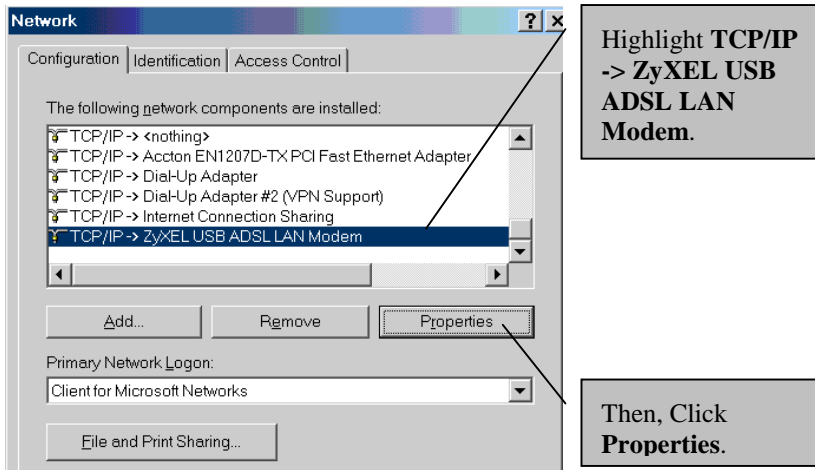 Network
Configuration Identification Access Control
The following network components are installed:
TCP/IP -> <nothing>
TCP/IP -> Accton EN1207D-TX PCI Fast Ethernet Adapter
TCP/IP -> Dial-Up Adapter
TCP/IP -> Dial-Up Adapter #2 (VPN Support)
TCP/IP -> Internet Connection Sharing
TCP/IP -> ZyXEL USB ADSL LAN Modem
Add... Remove Properties
Primary Network Logon:
Client for Microsoft Networks
File and Print Sharing...
Highlight TCP/IP
-> ZyXEL USB
ADSL LAN
Modem.
Then, Click
Properties.